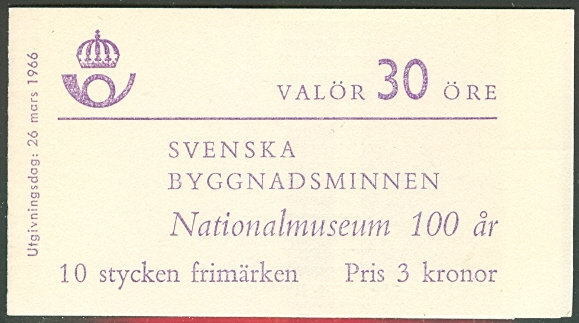 Utgivningsdag: 26 mars 1966
VALÖR 30 ÖRE
SVENSKA
BYGGNADSMINNEN
Nationalmuseum 100 år
10 stycken frimärken Pris 3 kronor